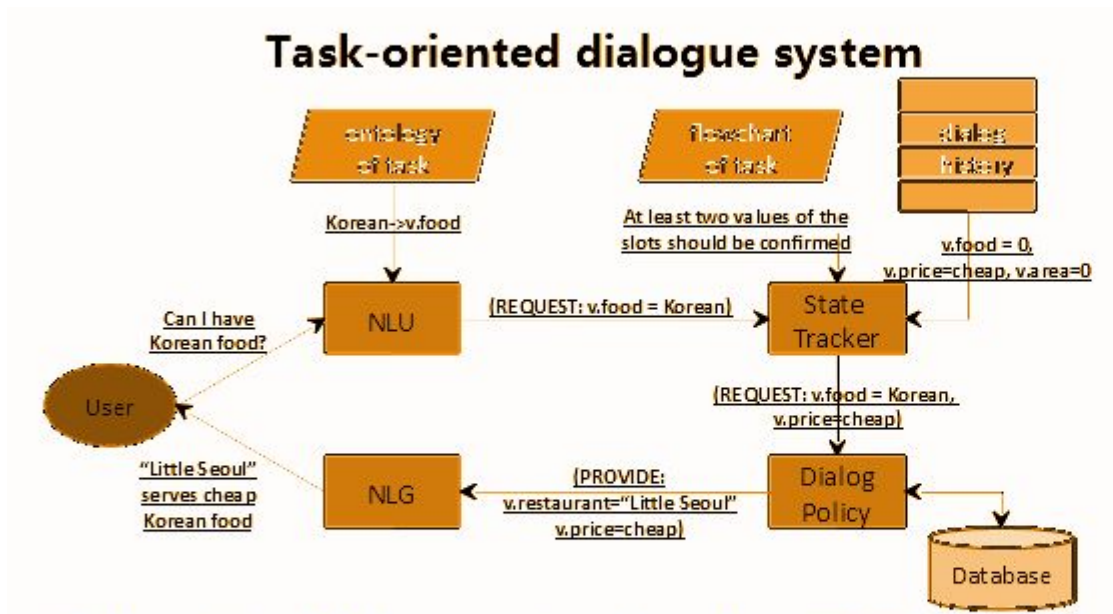 Task-oriented dialogue system
ontology
of task
flowchart
of task
dialog
history
Korean->v.food
At least two values of the
slots should be confirmed
v.food = 0,
v.price=cheap, v.area=0
Can I have
Korean food?
NLU
(REQUEST: v.food = Korean)
State
Tracker
User
(REQUEST: v.food = Korean,
v.price=cheap)
“Little Seoul”
serves cheap
Korean food
NLG
(PROVIDE:
v.restaurant=“Little Seoul”
v.price=cheap)
Dialog
Policy
Database